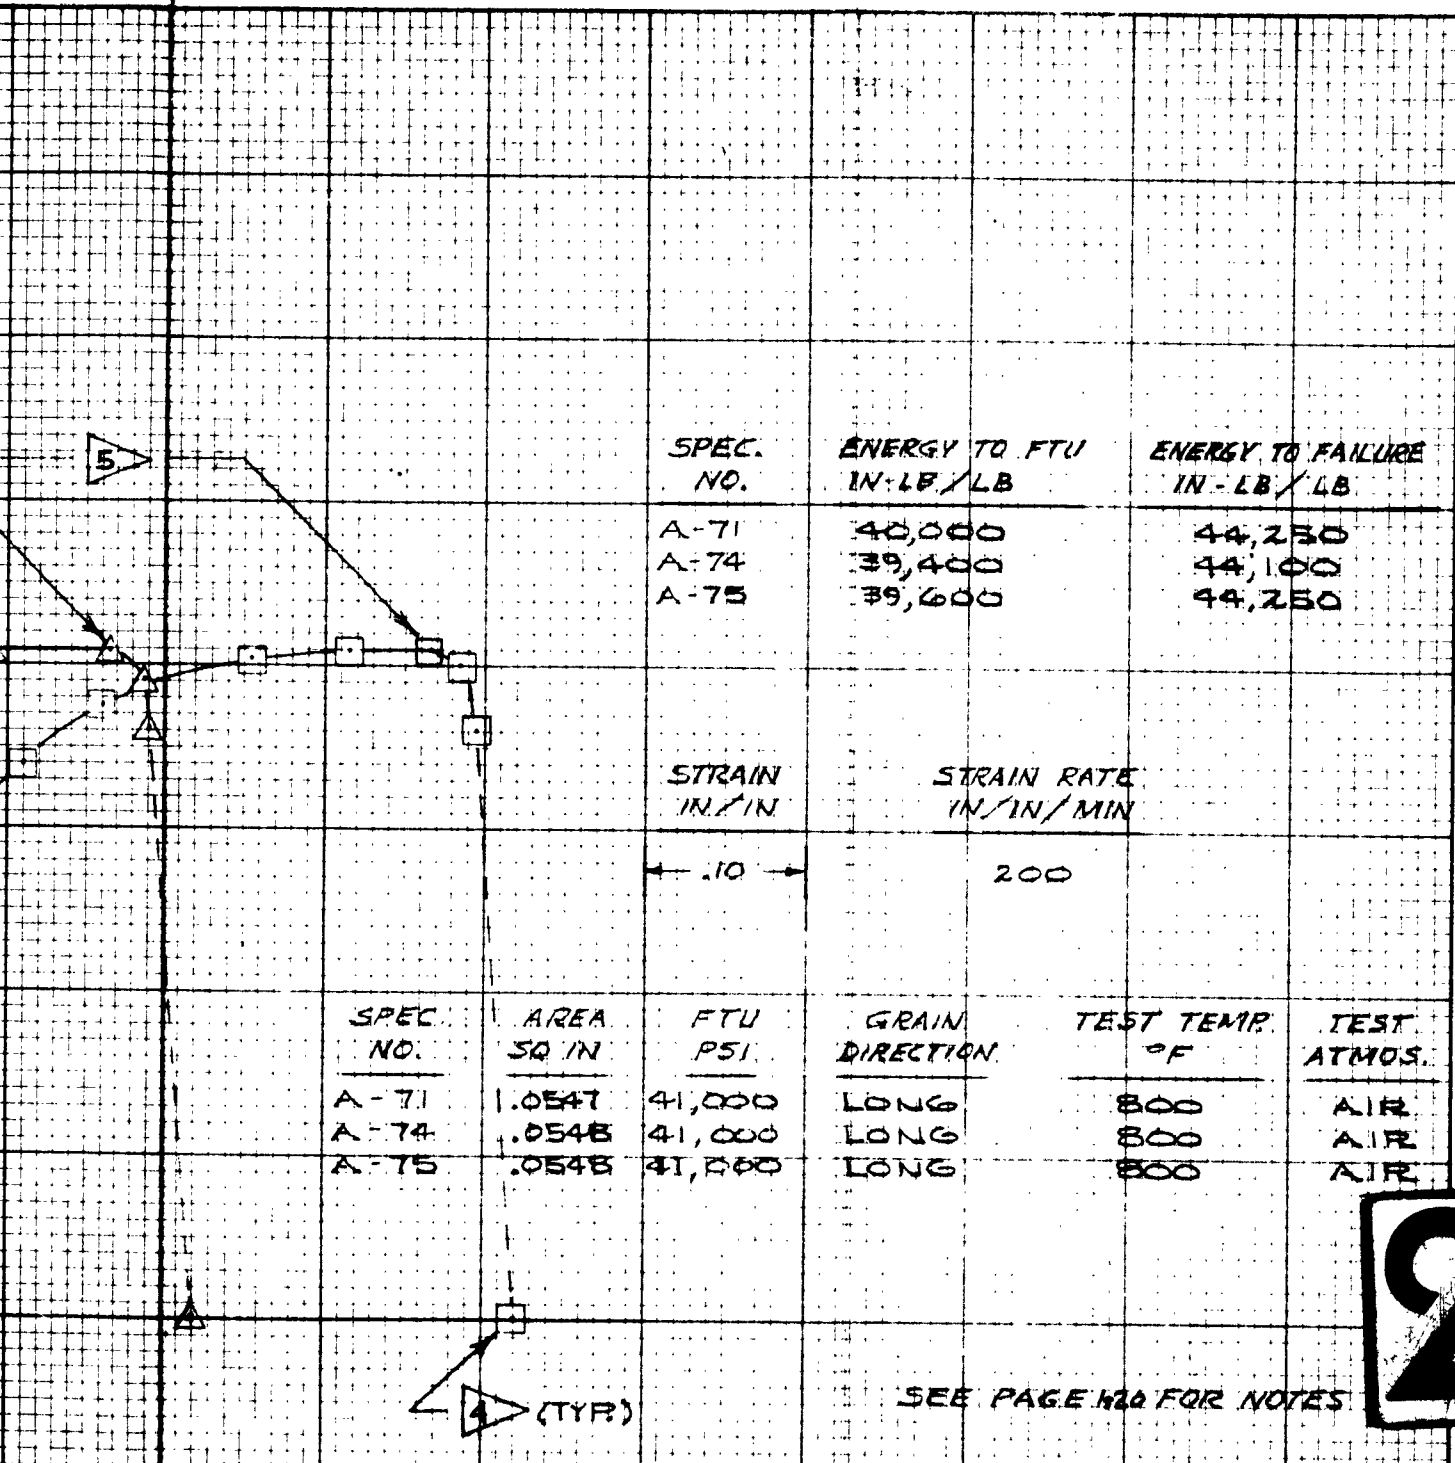 5
SPEC. NO. ENERGY TO FTU IN-LB/LB ENERGY TO FAILURE IN-LB/LB
A-71 40,000 44,250
A-74 39,400 44,100
A-75 39,600 44,250
STRAIN IN/IN STRAIN RATE IN/IN/MIN
.10 200
SPEC NO. AREA SQ IN FTU PSI GRAIN DIRECTION TEST TEMP. °F TEST ATMOS.
A-71 .0547 41,000 LONG 800 AIR
A-74 .0548 41,000 LONG 800 AIR
A-75 .0548 41,000 LONG 800 AIR
4 (TYP.)
SEE PAGE FOR NOTES
2